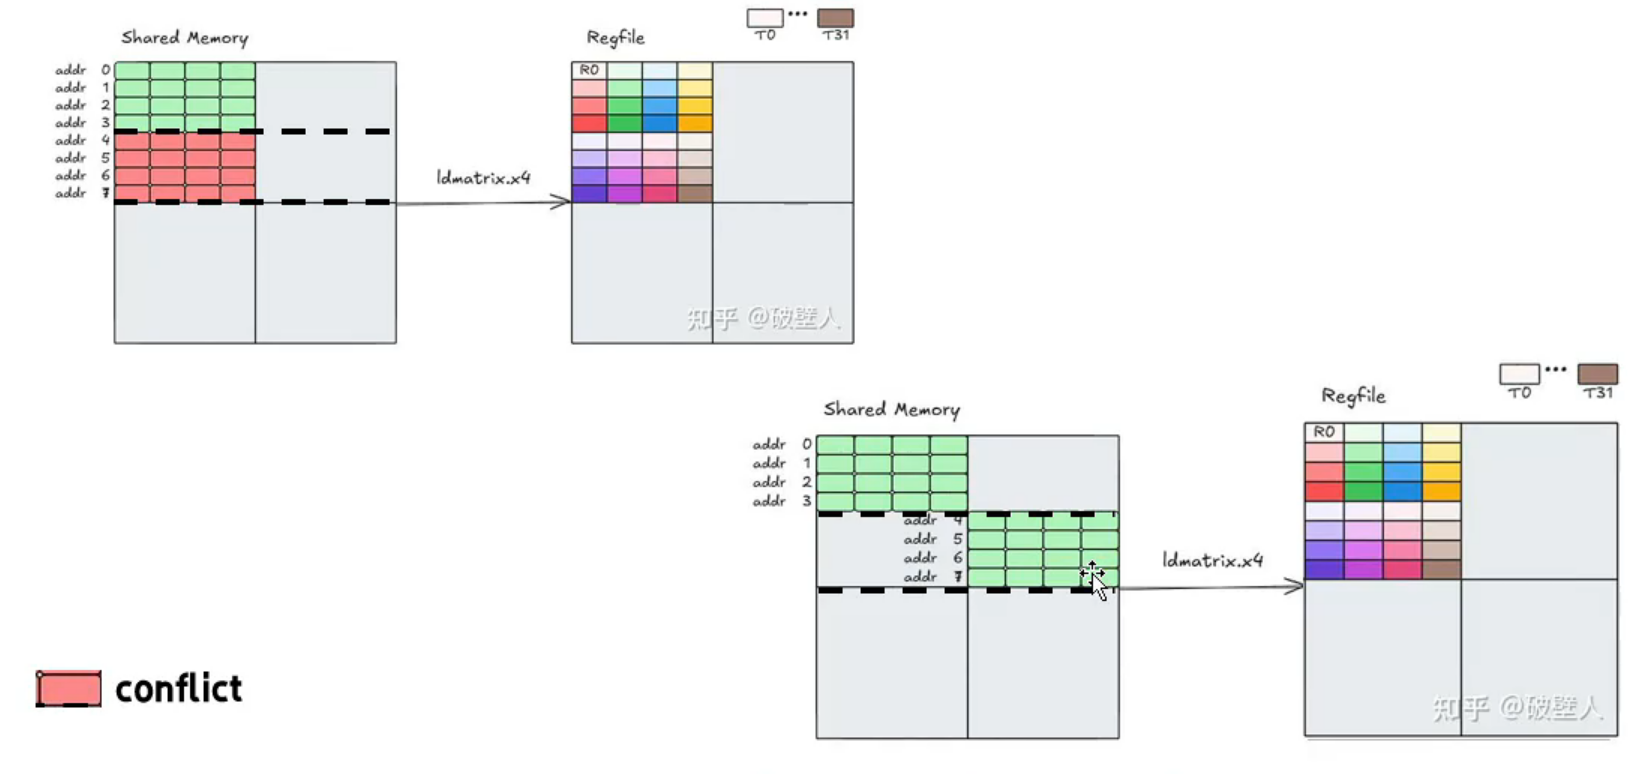 T0 ... T31
Shared Memory
Regfile
addr 0
addr 1
addr 2
addr 3
addr 4
addr 5
addr 6
addr 7
R0
ldmatrix.x4
知乎 @破壁人
T0 ... T31
Shared Memory
Regfile
addr 0
addr 1
addr 2
addr 3
addr 4
addr 5
addr 6
addr 7
R0
ldmatrix.x4
conflict
知乎 @破壁人